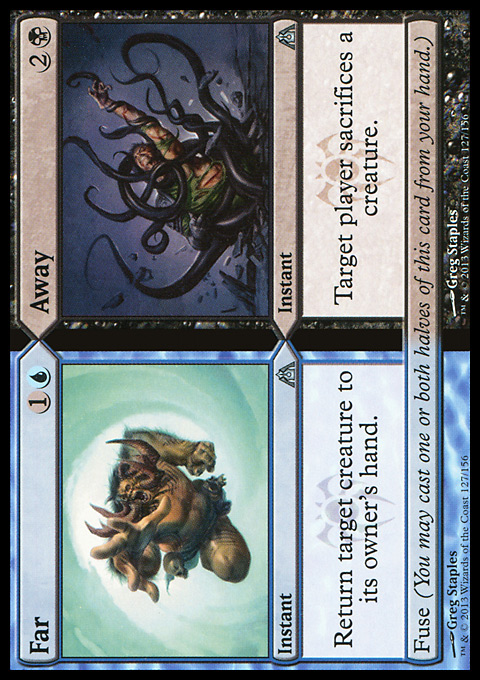 Far 1
Instant
Return target creature to
its owner's hand.
Away 2
Instant
Target player sacrifices a
creature.
Fuse (You may cast one or both halves of this card from your hand.)
Greg Staples
™ & © 2013 Wizards of the Coast 127/156
Greg Staples
™ & © 2013 Wizards of the Coast 127/156